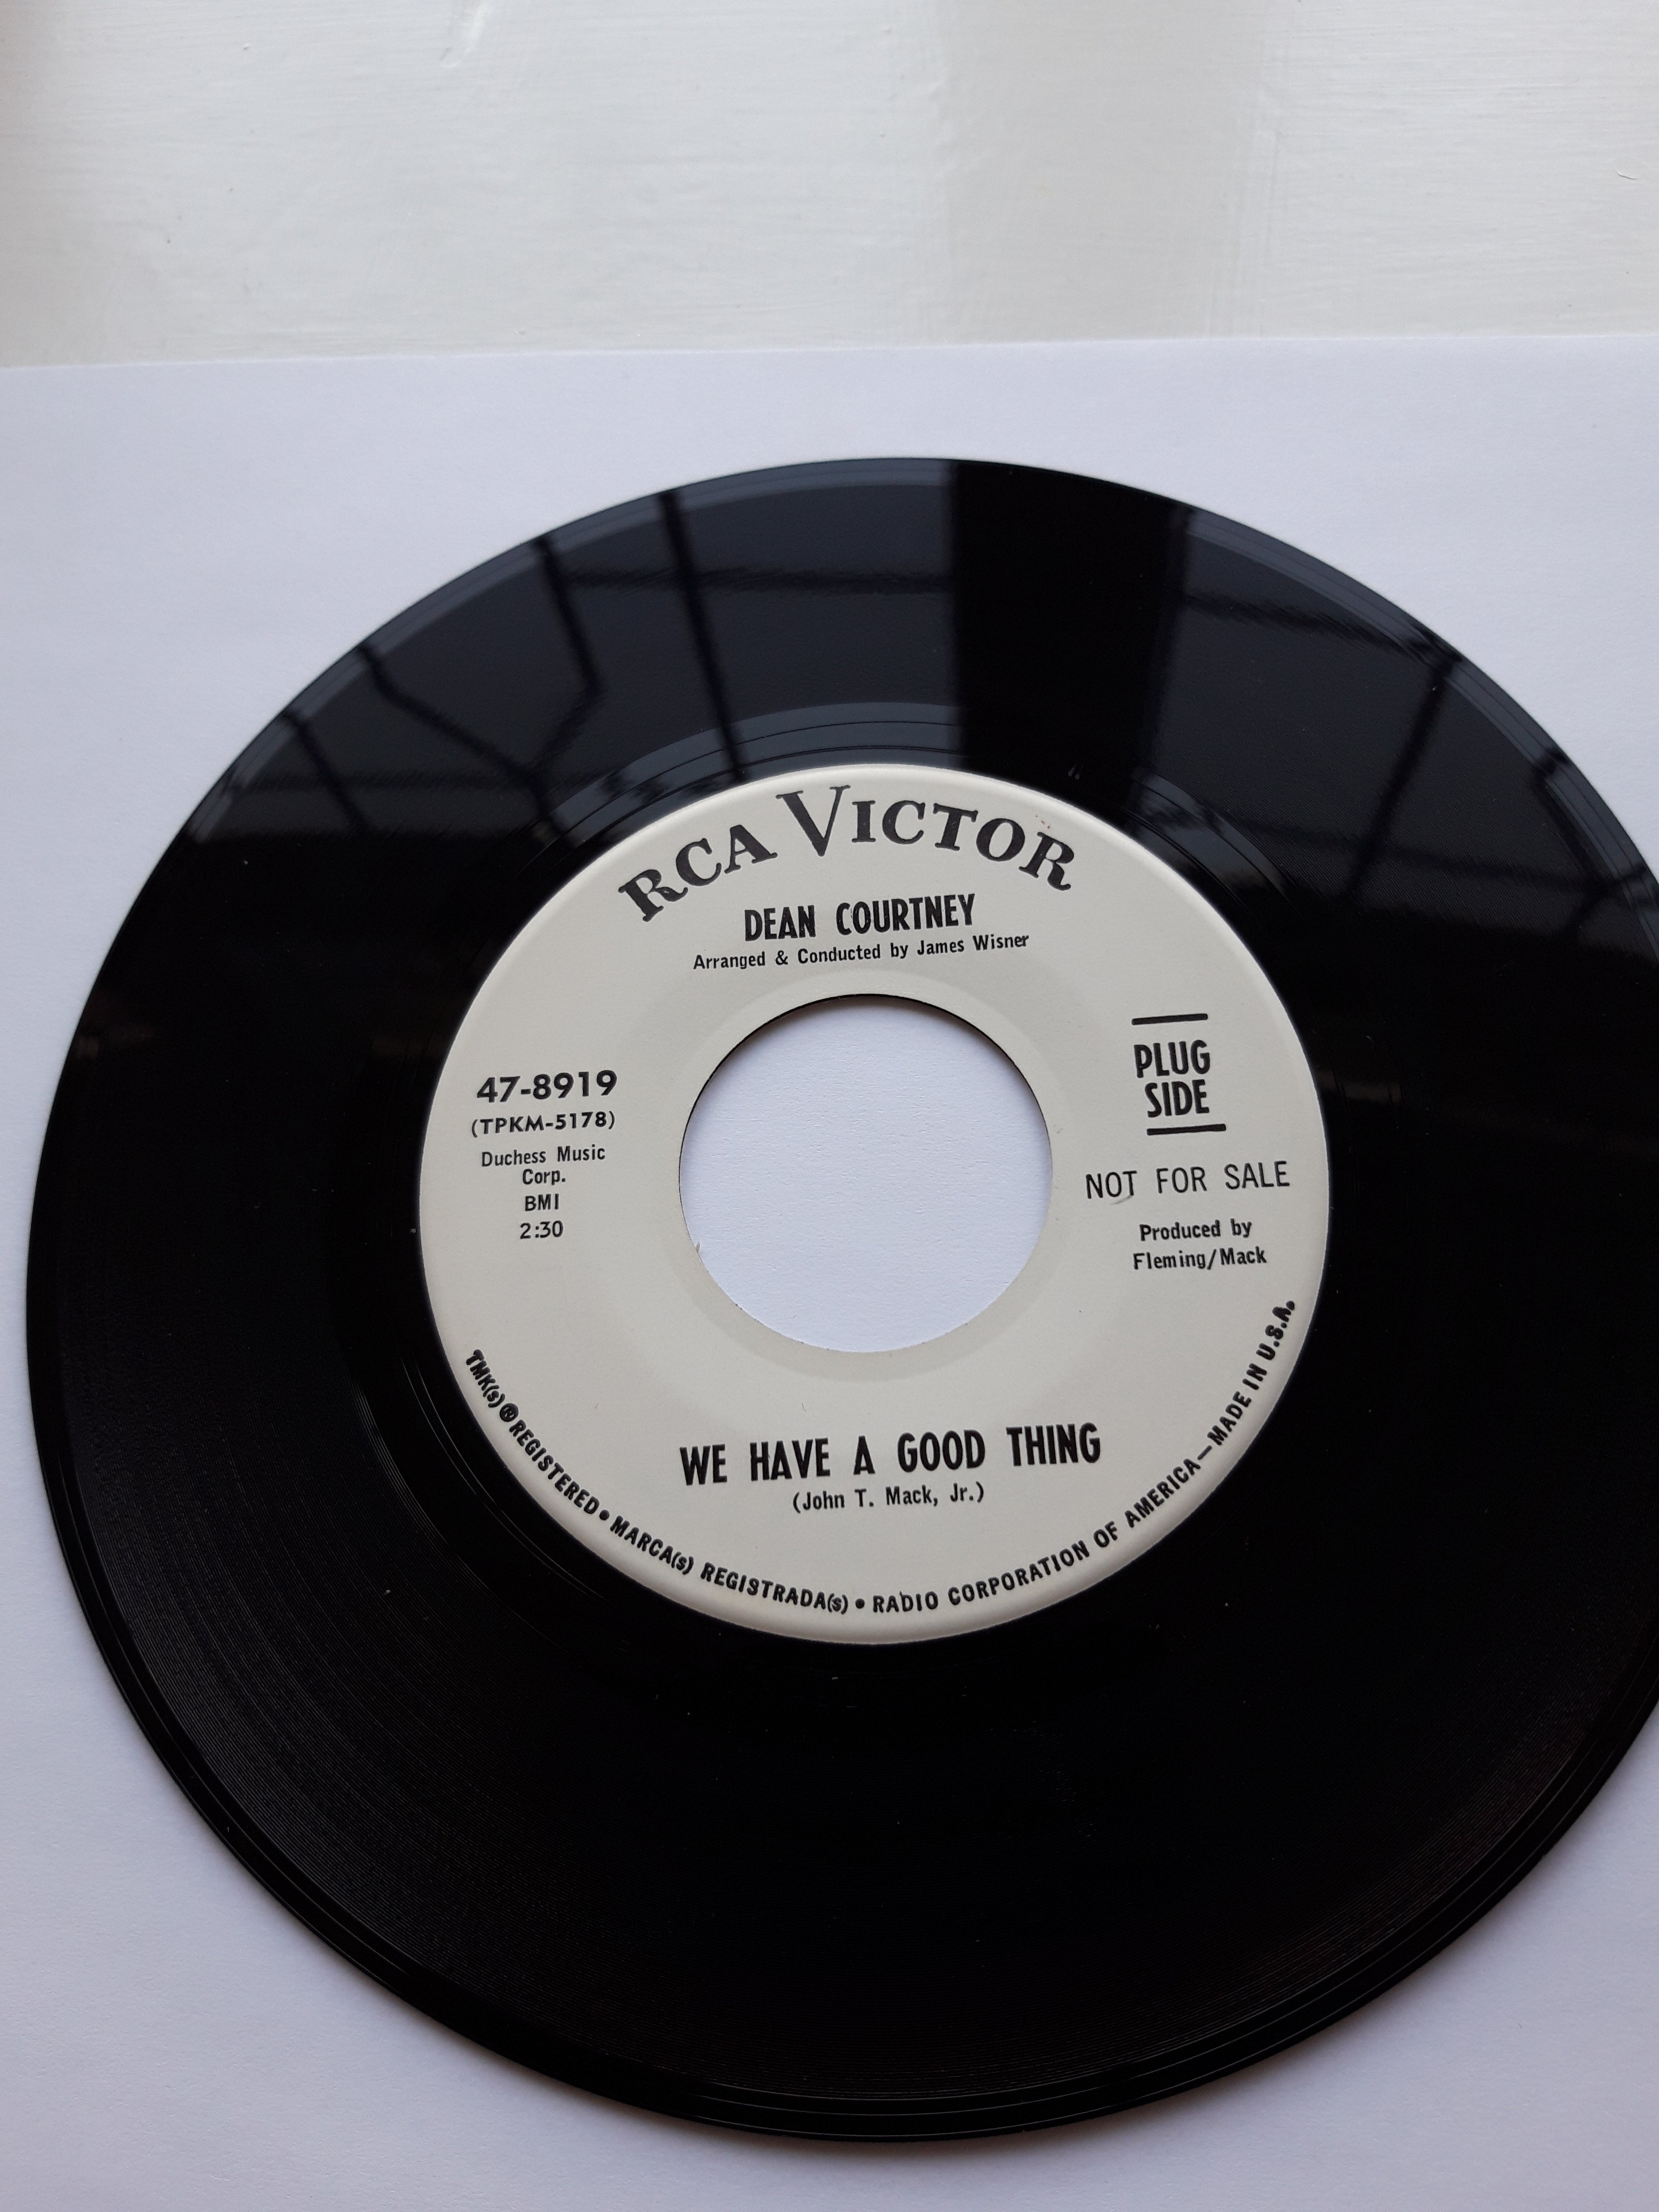 RCA VICTOR
DEAN COURTNEY
Arranged & Conducted by James Wisner
47-8919
(TPKM-5178)
Duchess Music
Corp.
BMI
2:30
PLUG
SIDE
NOT FOR SALE
Produced by
Fleming/Mack
WE HAVE A GOOD THING
(John T. Mack, Jr.)
TMK(s) ® REGISTERED • MARCA(s) REGISTRADA(s) • RADIO CORPORATION OF AMERICA—MADE IN U.S.A.